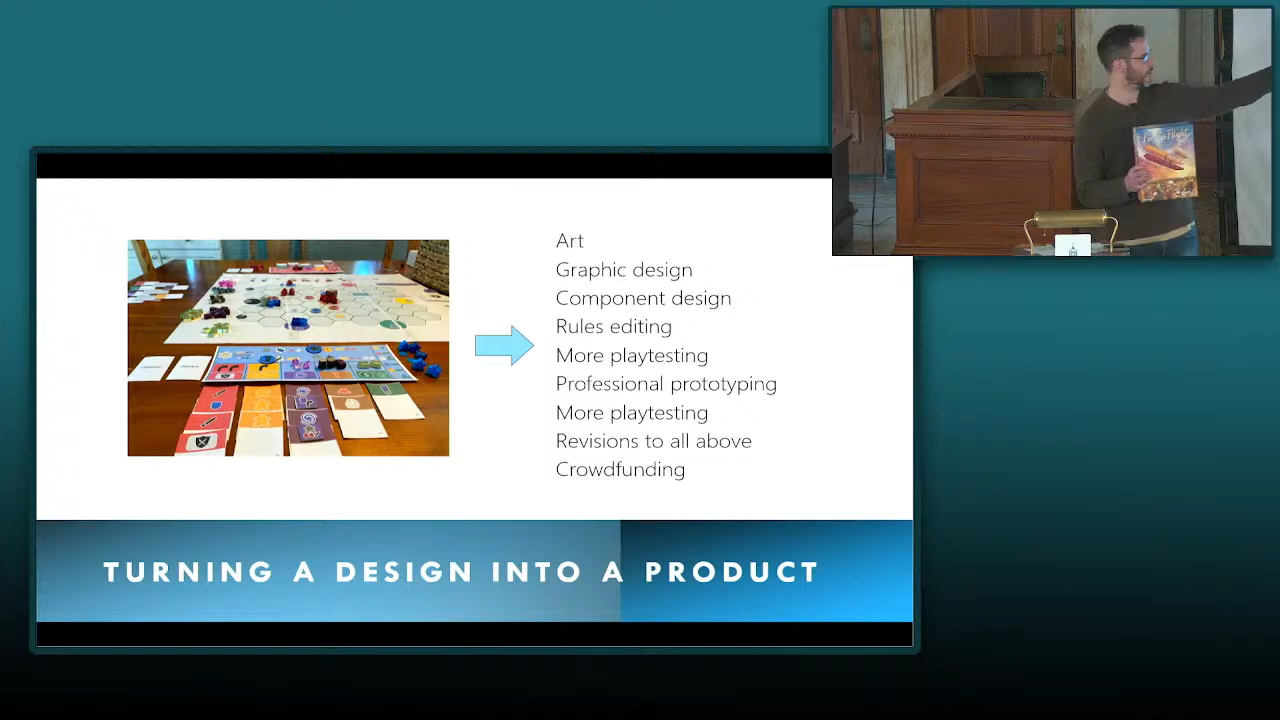 Art
Graphic design
Component design
Rules editing
More playtesting
Professional prototyping
More playtesting
Revisions to all above
Crowdfunding
TURNING A DESIGN INTO A PRODUCT
Flight